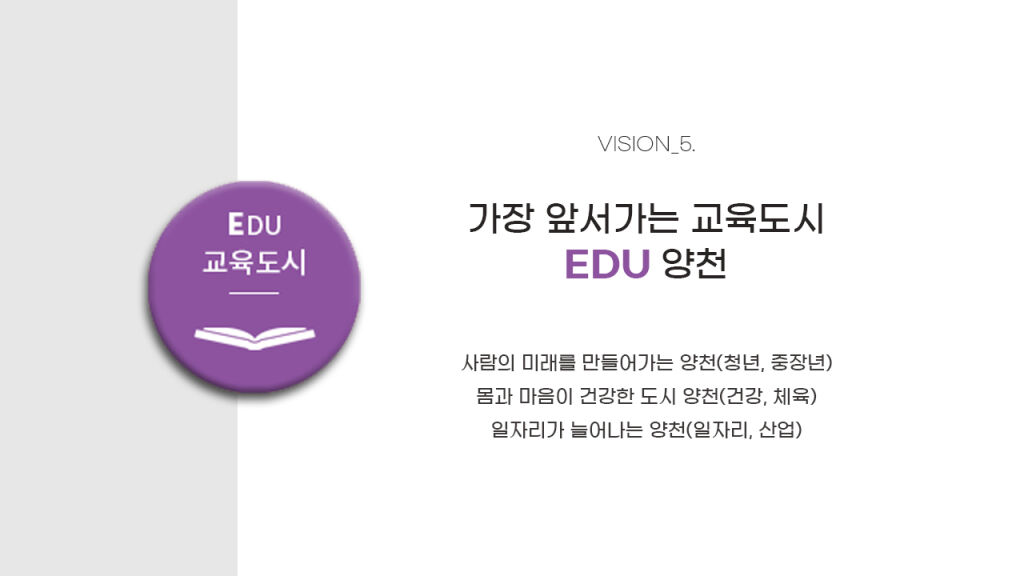 EDU
교육도시
VISION_5.
가장 앞서가는 교육도시
EDU 양천
사람의 미래를 만들어가는 양천(청년, 중장년)
몸과 마음이 건강한 도시 양천(건강, 체육)
일자리가 늘어나는 양천(일자리, 산업)